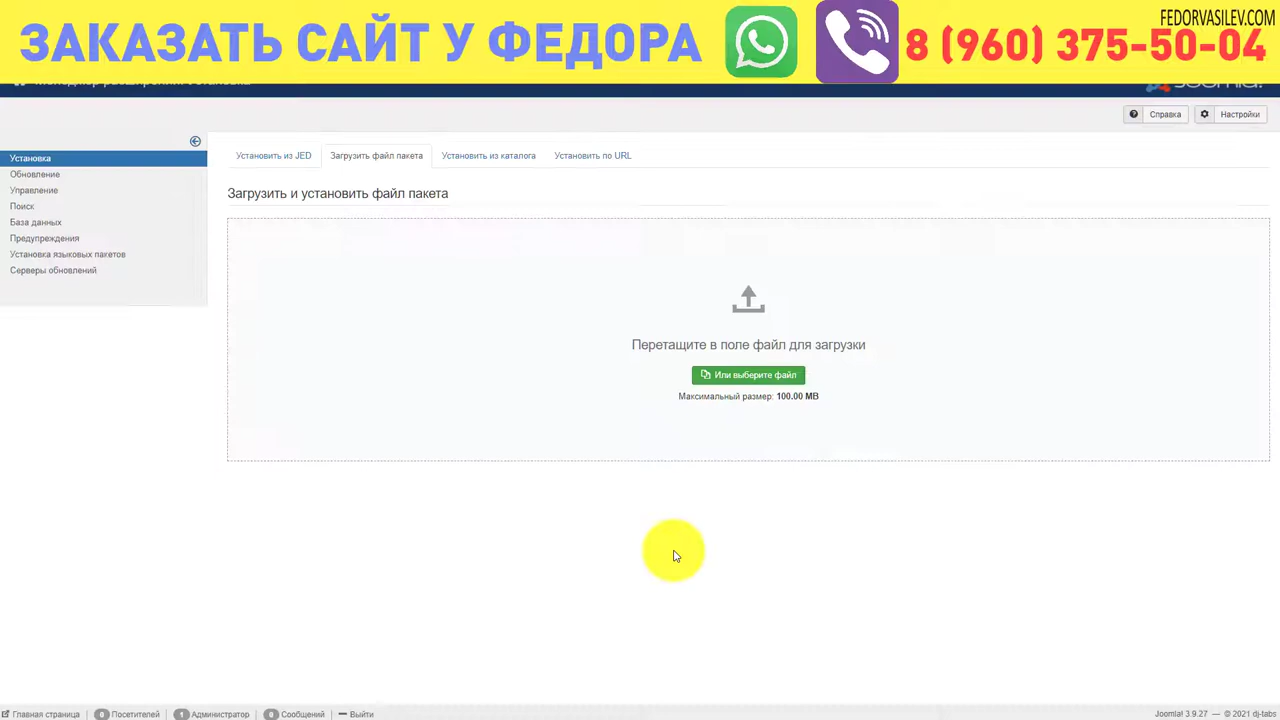 FEDORVASILEV.COM
ЗАКАЗАТЬ САЙТ У ФЕДОРА
8 (960) 375-50-04
Справка
Настройки
Установка
Обновление
Управление
Поиск
База данных
Предупреждения
Установка языковых пакетов
Серверы обновлений
Установить из JED
Загрузить файл пакета
Установить из каталога
Установить по URL
Загрузить и установить файл пакета
Перетащите в поле файл для загрузки
Или выберите файл
Максимальный размер: 100.00 MB
Главная страница
0 Посетителей
1 Администратор
0 Сообщений
Выйти
Joomla! 3.9.27 — © 2021 dj-labs